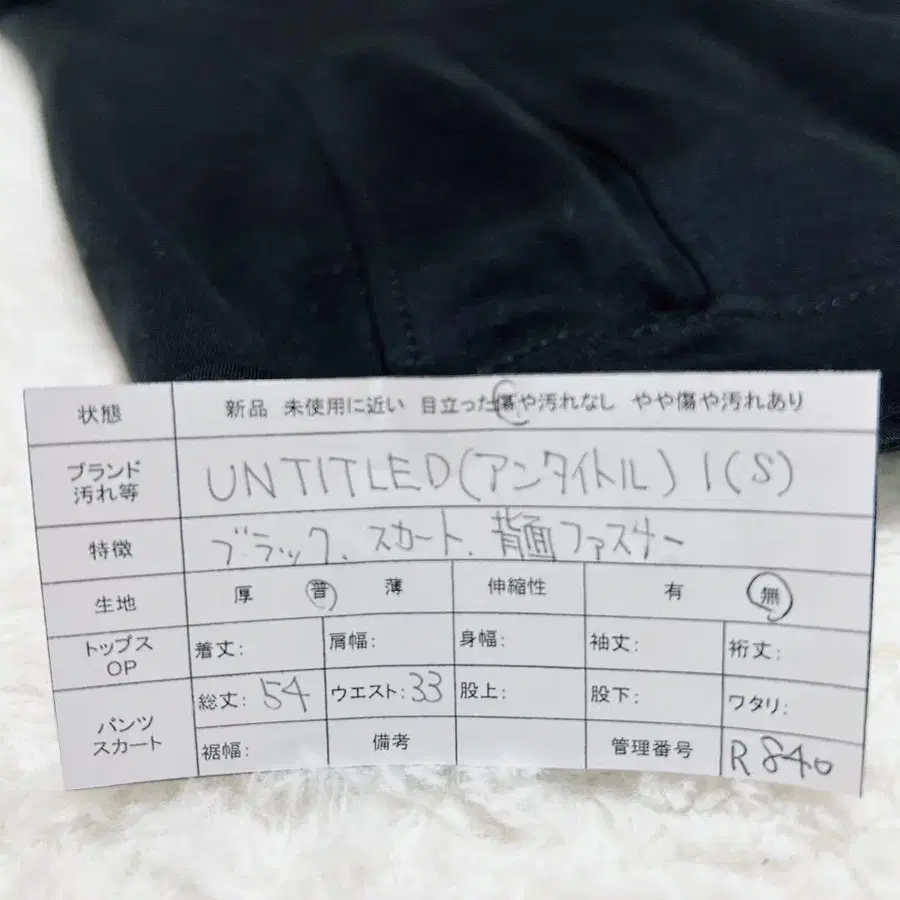 状態 新品 未使用に近い 目立った傷や汚れなし やや傷や汚れあり
ブランド
汚れ等 UNTITLED(アンタイトル) 1(S)
特徴 ブラック、スカート、背面ファスナー
生地 厚 普 薄 伸縮性 有 無
トップス
OP 着丈: 肩幅: 身幅: 袖丈: 裄丈:
パンツ
スカート 総丈: 54 ウエスト: 33 股上: 股下: ワタリ:
裾幅: 備考 管理番号 R840